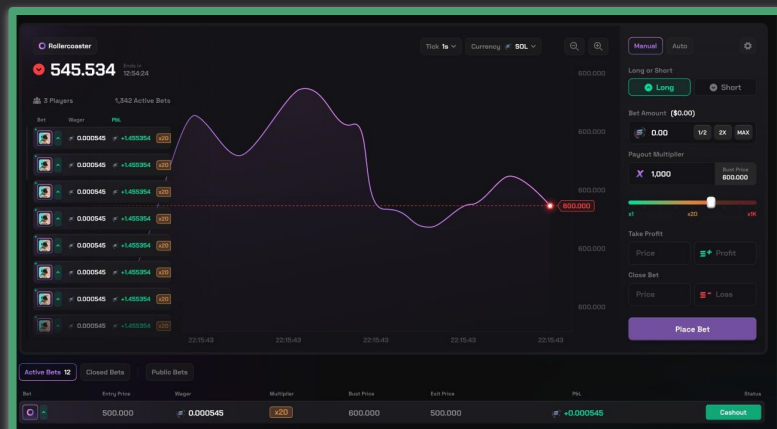 Rollercoaster
Tick 1s
Currency SOL
545.534
Ends in
12:54:24
3 Players
1,342 Active Bets
Bet Wager P&L
0.000545 +1.455354 x20
0.000545 +1.455354 x20
0.000545 +1.455354 x20
0.000545 +1.455354 x20
0.000545 +1.455354 x20
0.000545 +1.455354 x20
0.000545 +1.455354 x20
0.000545 +1.455354 x20
600.000
600.000
600.000
600.000
600.000
600.000
22:15:43 22:15:43 22:15:43 22:15:43 22:15:43
Manual Auto
Long or Short
Long Short
Bet Amount ($0.00)
0.00 1/2 2X MAX
Payout Multiplier
X 1,000
Bust Price
600.000
x1 x20 x1K
Take Profit
Price Profit
Close Bet
Price Loss
Place Bet
Active Bets 12 Closed Bets Public Bets
Bet Entry Price Wager Multiplier Bust Price Exit Price P&L Status
500.000 0.000545 x20 600.000 500.000 +0.000545 Cashout